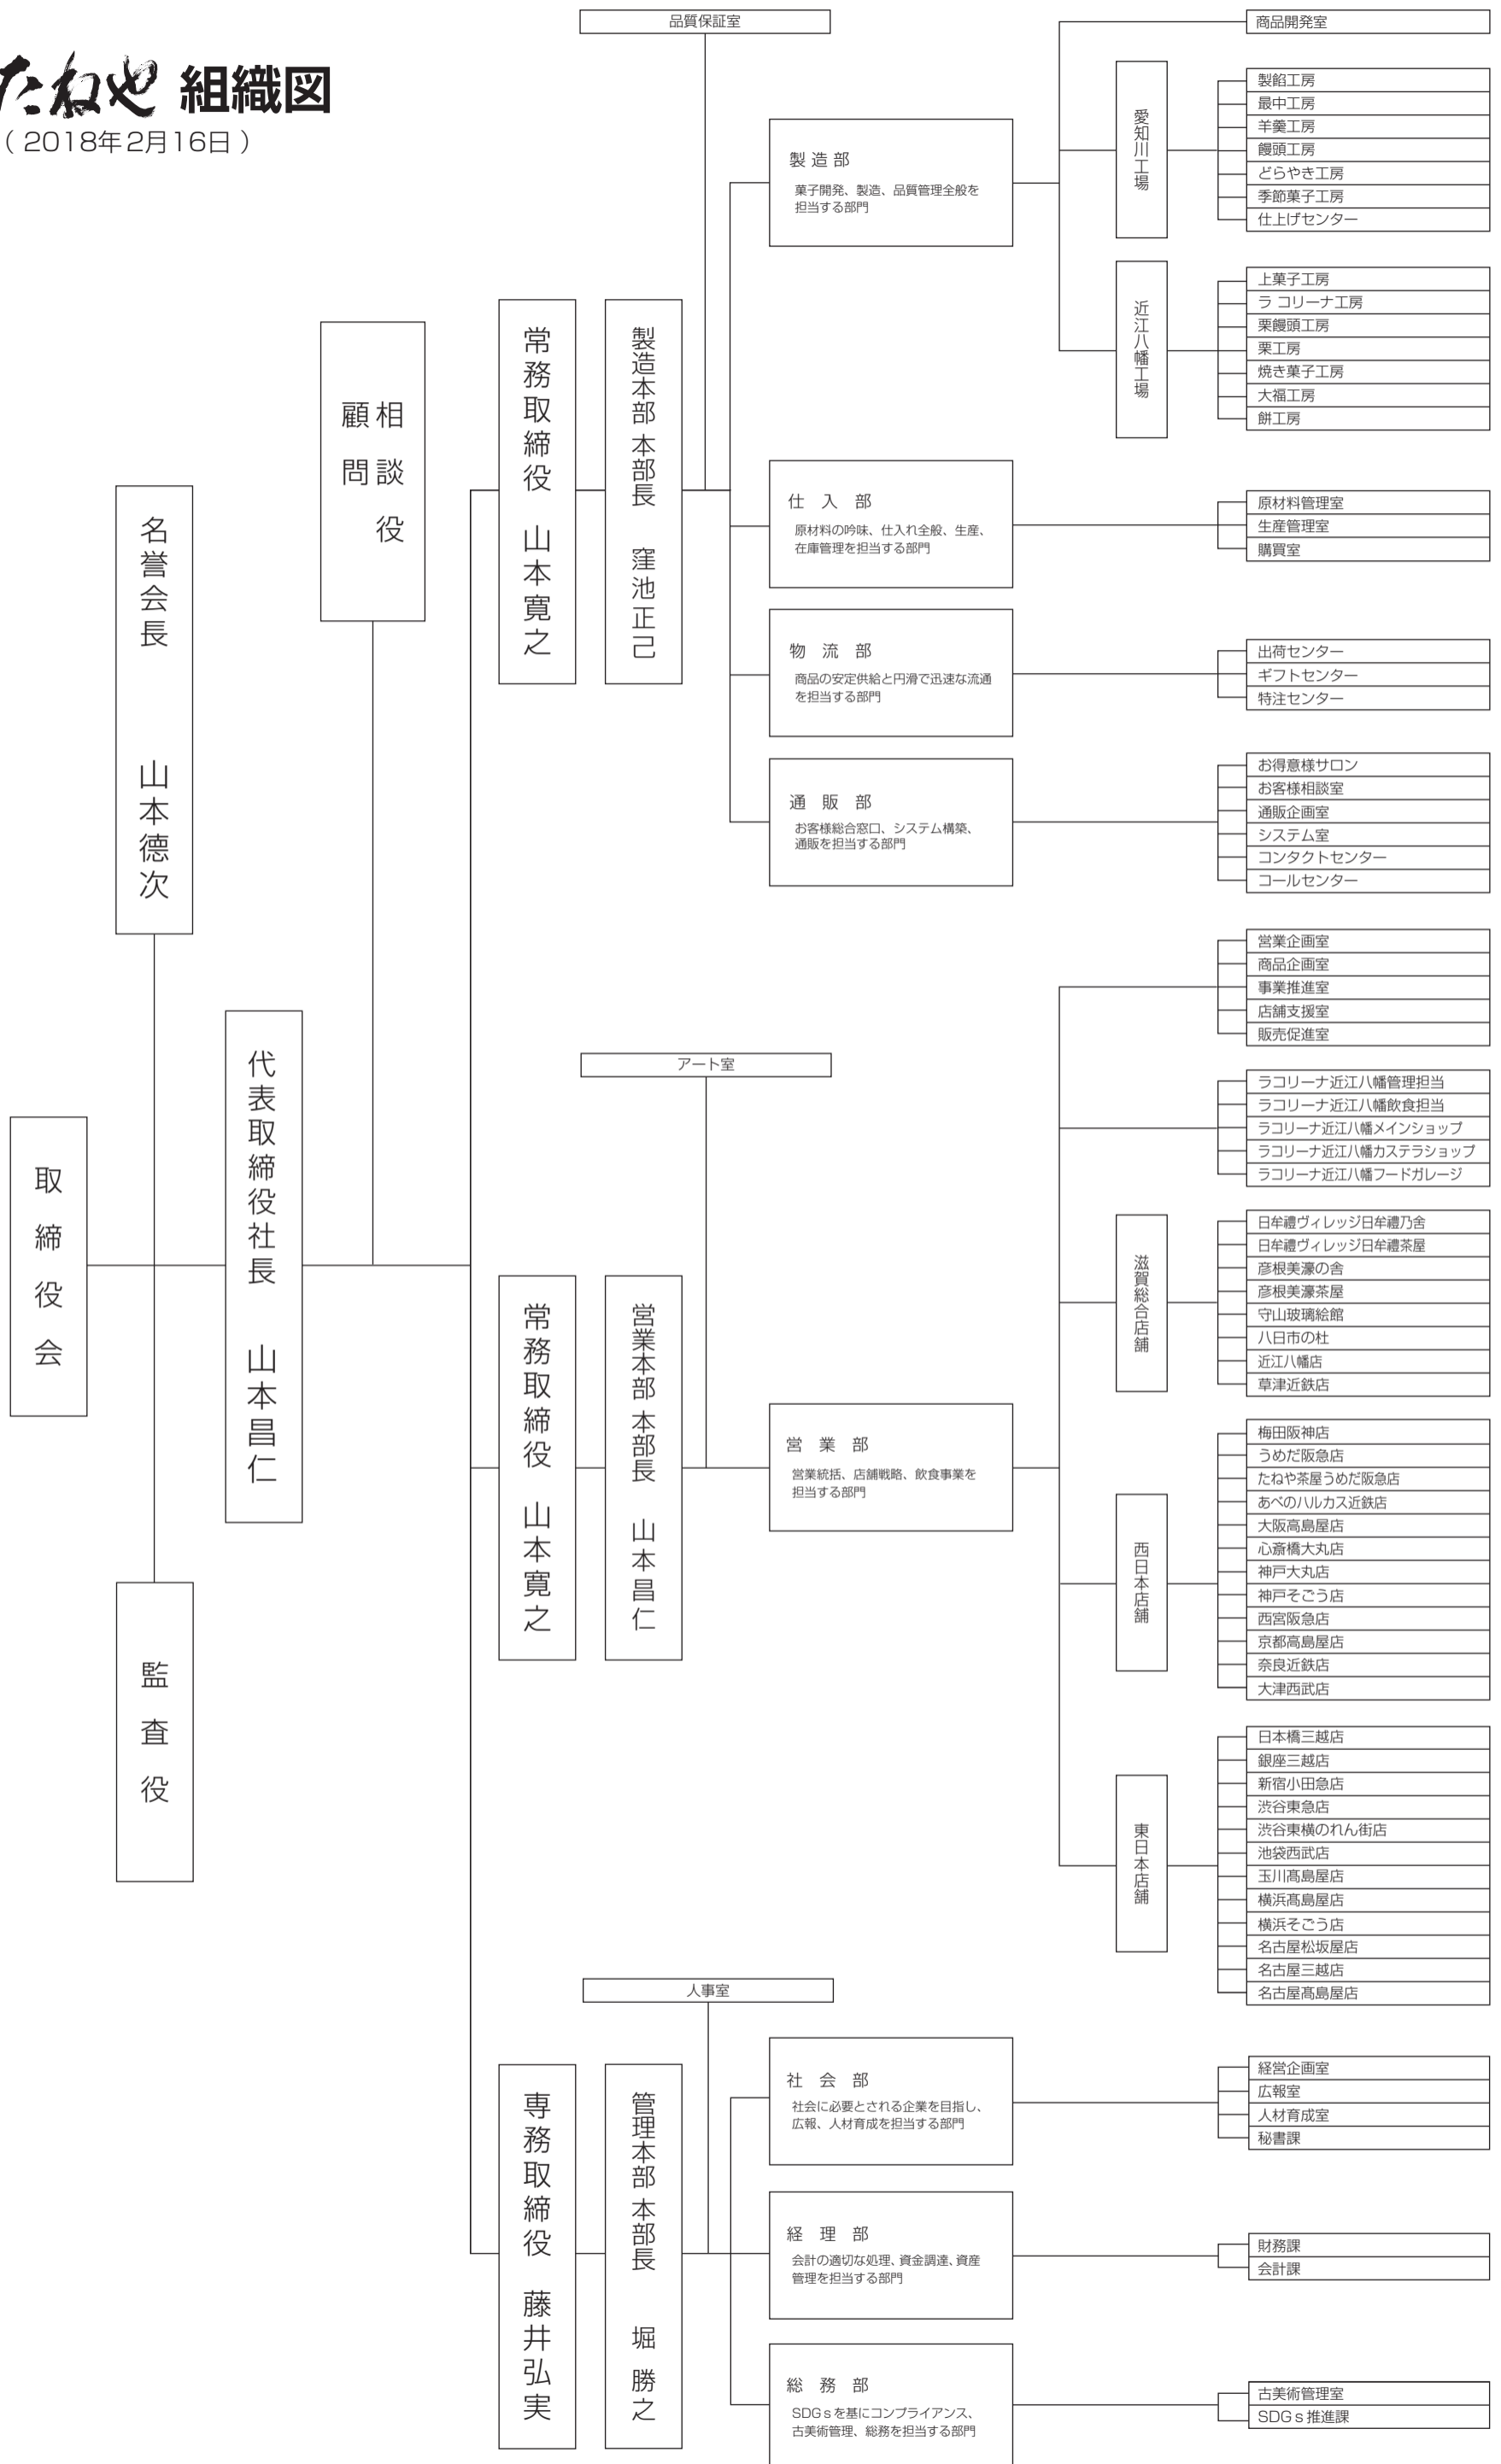 たねや 組織図
（2018年2月16日）
取締役会
名誉会長 山本德次
監査役
代表取締役社長 山本昌仁
相談役
顧問
常務取締役 山本寛之
製造本部 本部長 窪池正己
品質保証室
製造部
菓子開発、製造、品質管理全般を
担当する部門
商品開発室
愛知川工場
製餡工房
最中工房
羊羹工房
饅頭工房
どらやき工房
季節菓子工房
仕上げセンター
近江八幡工場
上菓子工房
ラ コリーナ工房
栗饅頭工房
栗工房
焼き菓子工房
大福工房
餅工房
仕入部
原材料の吟味、仕入れ全般、生産、
在庫管理を担当する部門
原材料管理室
生産管理室
購買室
物流部
商品の安定供給と円滑で迅速な流通
を担当する部門
出荷センター
ギフトセンター
特注センター
通販部
お客様総合窓口、システム構築、
通販を担当する部門
お得意様サロン
お客様相談室
通販企画室
システム室
コンタクトセンター
コールセンター
常務取締役 山本寛之
営業本部 本部長 山本昌仁
アート室
営業部
営業統括、店舗戦略、飲食事業を
担当する部門
営業企画室
商品企画室
事業推進室
店舗支援室
販売促進室
ラコリーナ近江八幡管理担当
ラコリーナ近江八幡飲食担当
ラコリーナ近江八幡メインショップ
ラコリーナ近江八幡カステラショップ
ラコリーナ近江八幡フードガレージ
滋賀総合店舗
日牟禮ヴィレッジ日牟禮乃舍
日牟禮ヴィレッジ日牟禮茶屋
彦根美濠の舎
彦根美濠茶屋
守山玻璃絵館
八日市の杜
近江八幡店
草津近鉄店
西日本店舗
梅田阪神店
うめだ阪急店
たねや茶屋うめだ阪急店
あべのハルカス近鉄店
大阪高島屋店
心斎橋大丸店
神戸大丸店
神戸そごう店
西宮阪急店
京都高島屋店
奈良近鉄店
大津西武店
東日本店舗
日本橋三越店
銀座三越店
新宿小田急店
渋谷東急店
渋谷東横のれん街店
池袋西武店
玉川髙島屋店
横浜髙島屋店
横浜そごう店
名古屋松坂屋店
名古屋三越店
名古屋髙島屋店
専務取締役 藤井弘実
管理本部 本部長 堀 勝之
人事室
社会部
社会に必要とされる企業を目指し、
広報、人材育成を担当する部門
経営企画室
広報室
人材育成室
秘書課
経理部
会計の適切な処理、資金調達、資産
管理を担当する部門
財務課
会計課
総務部
SDGsを基にコンプライアンス、
古美術管理、総務を担当する部門
古美術管理室
SDGs推進課